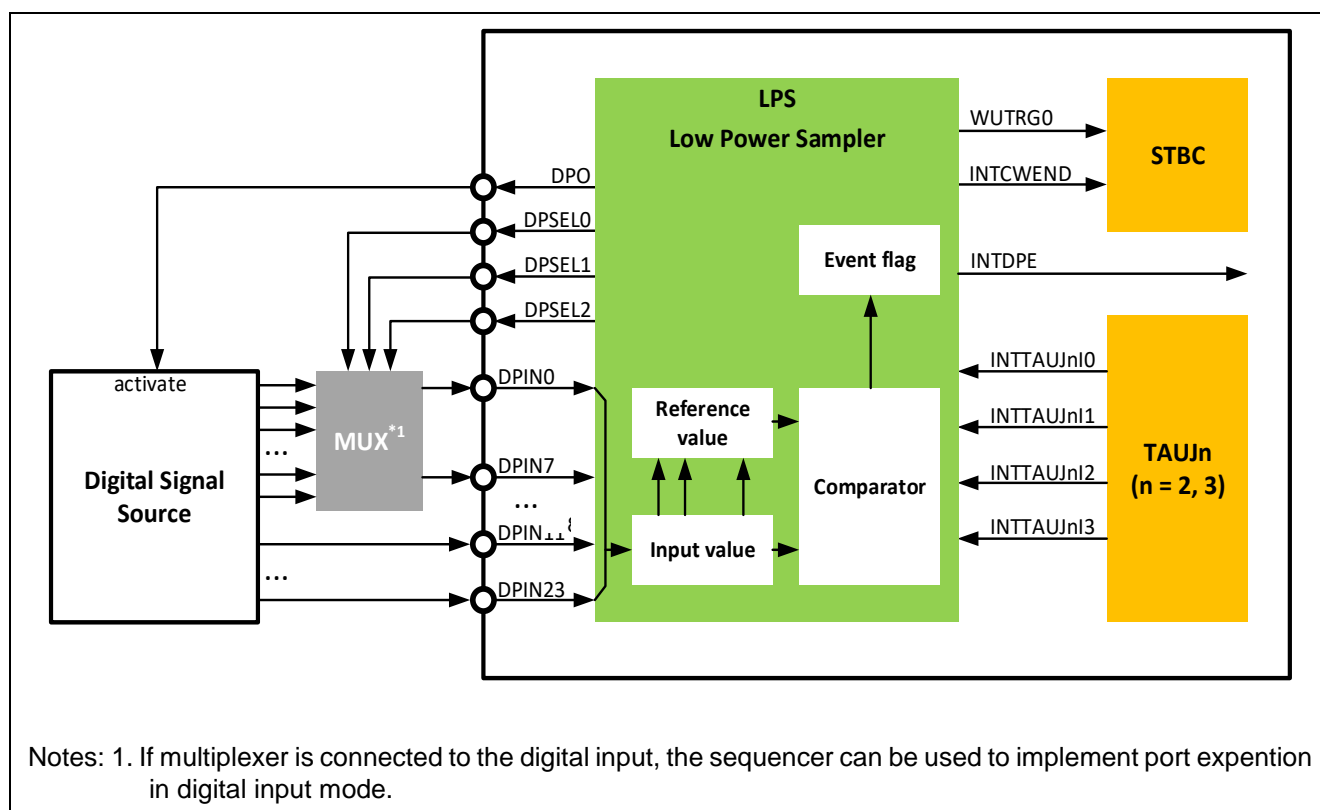 LPS
Low Power Sampler
WUTRG0
INTCWEND
STBC
DPO
DPSEL0
DPSEL1
DPSEL2
Event flag
INTDPE
activate
Digital Signal
Source
...
...
MUX*1
DPIN0
DPIN7
...
DPIN23
Reference
value
Input value
Comparator
INTTAUJnI0
INTTAUJnI1
INTTAUJnI2
INTTAUJnI3
TAUJn
(n = 2, 3)
Notes: 1. If multiplexer is connected to the digital input, the sequencer can be used to implement port expention
in digital input mode.